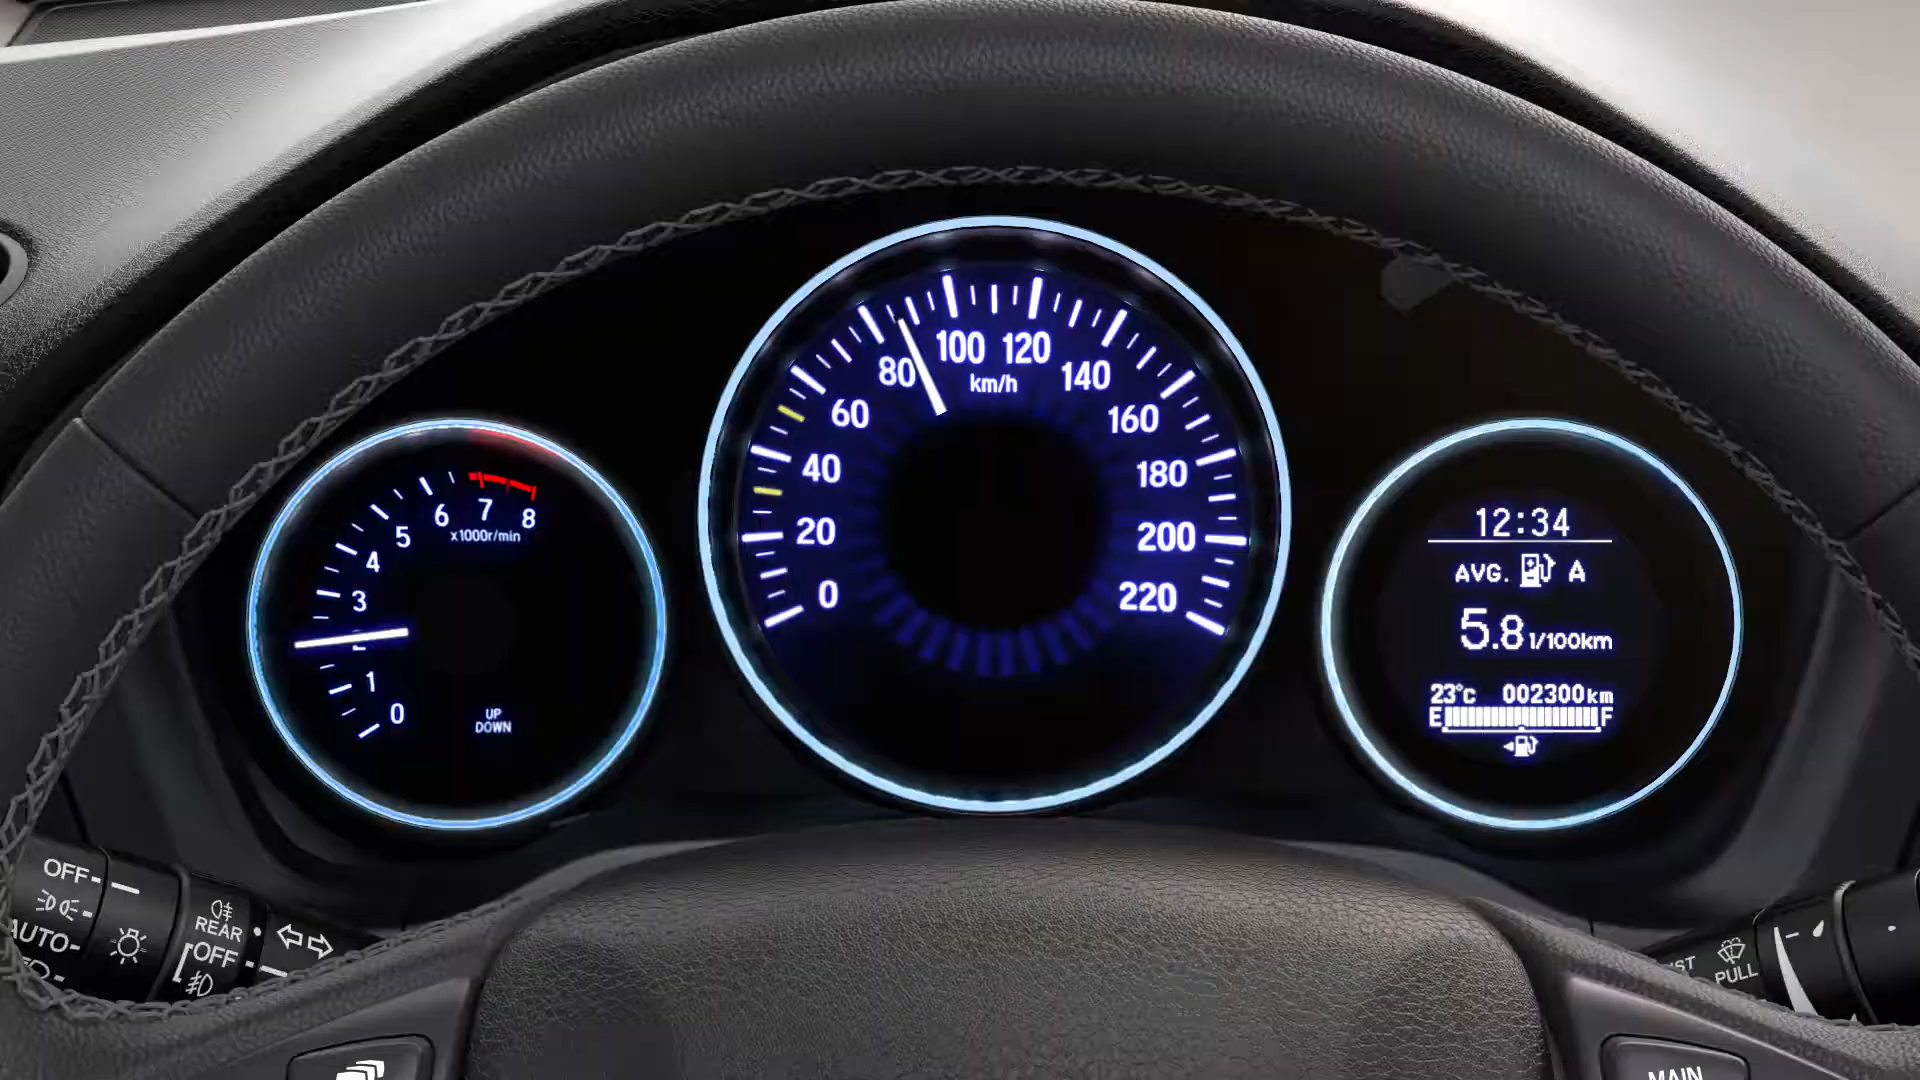 0
1
2
3
4
5
6
7
8
x1000r/min
UP
DOWN
0
20
40
60
80
100
120
140
160
180
200
220
km/h
12:34
AVG. A
5.8 l/100km
23°c 002300km
E F
OFF
AUTO
REAR
OFF
PULL
MAIN